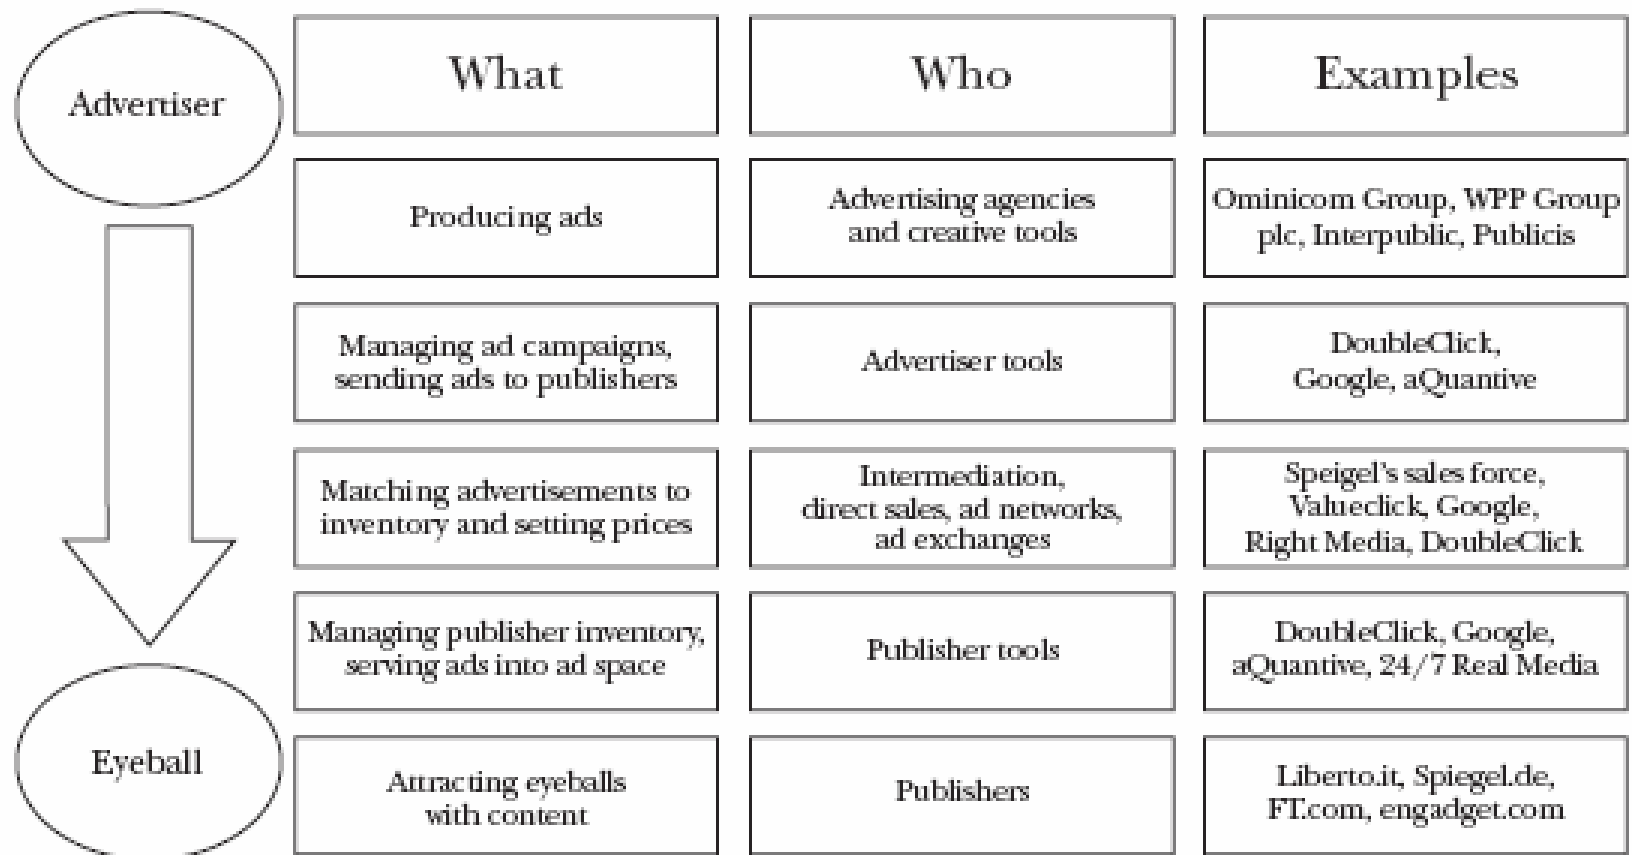 Advertiser
What
Who
Examples
Producing ads
Advertising agencies
and creative tools
Ominicom Group, WPP Group
plc, Interpublic, Publicis
Managing ad campaigns,
sending ads to publishers
Advertiser tools
DoubleClick,
Google, aQuantive
Matching advertisements to
inventory and setting prices
Intermediation,
direct sales, ad networks,
ad exchanges
Speigel's sales force,
Valueclick, Google,
Right Media, DoubleClick
Managing publisher inventory,
serving ads into ad space
Publisher tools
DoubleClick, Google,
aQuantive, 24/7 Real Media
Eyeball
Attracting eyeballs
with content
Publishers
Liberto.it, Spiegel.de,
FT.com, engadget.com